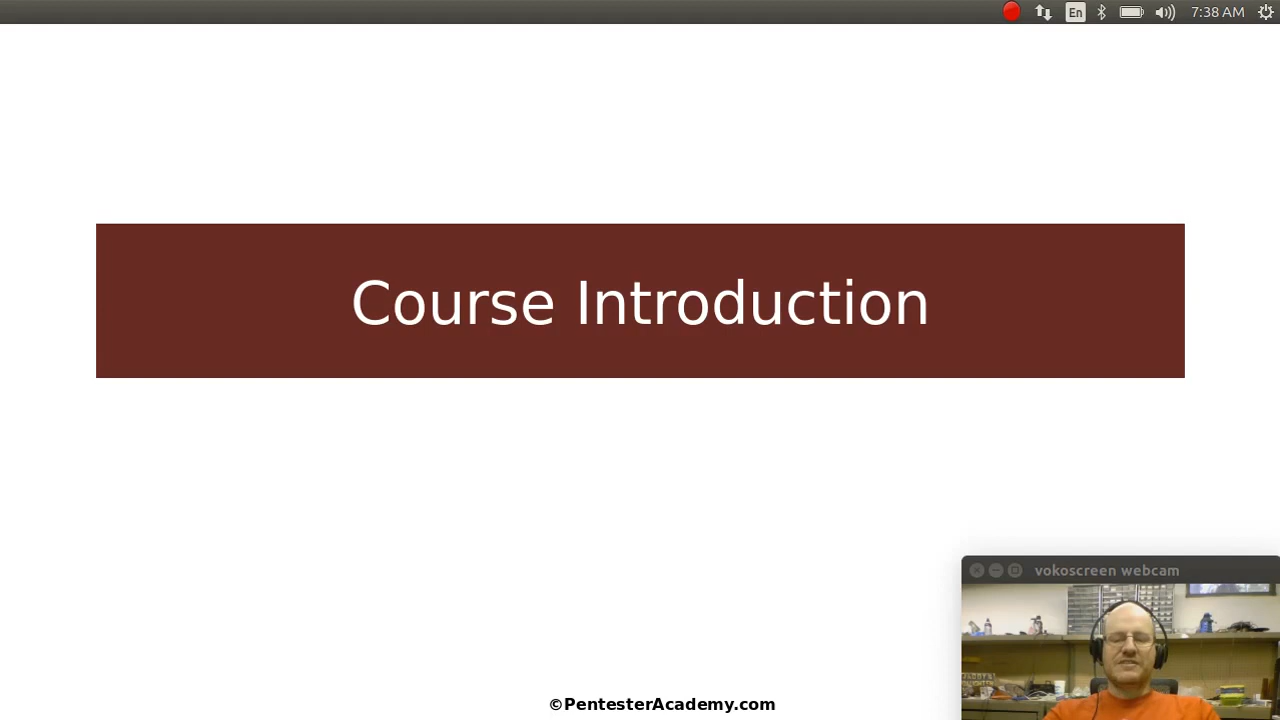 En
7:38 AM
Course Introduction
vokoscreen webcam
©PentesterAcademy.com